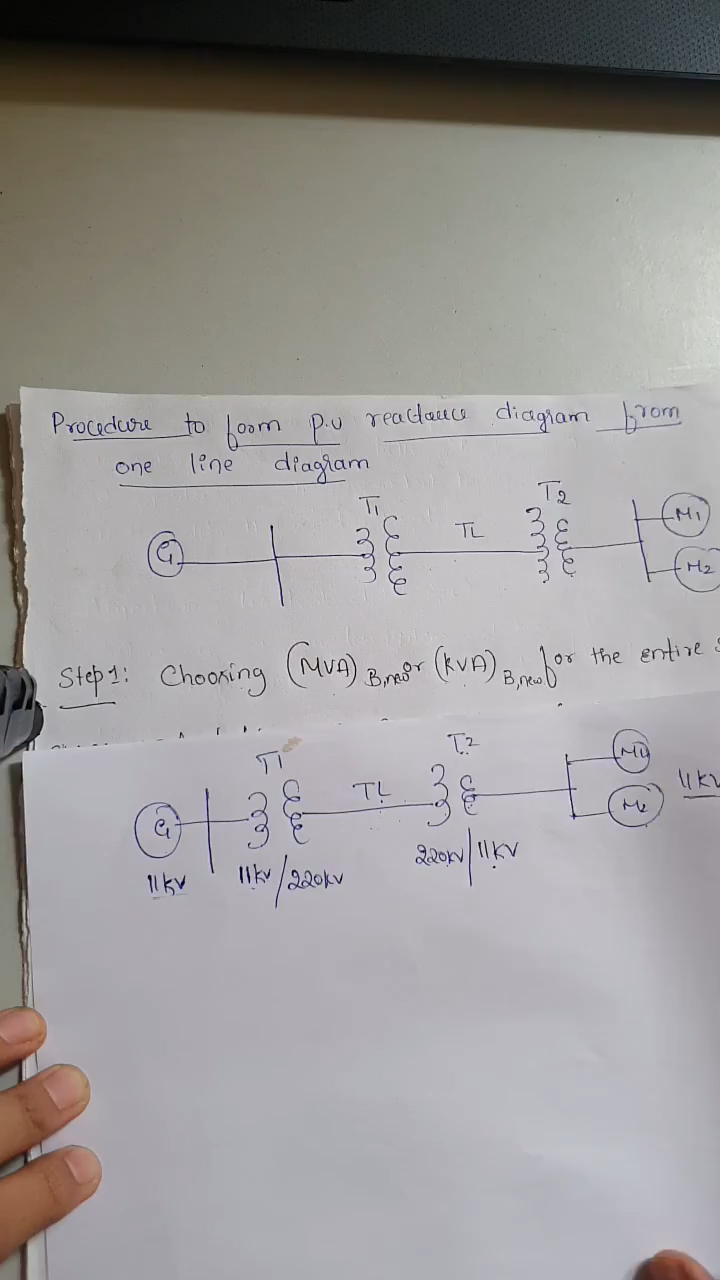 Procedure to form p.u reactance diagram from
one line diagram
T1 T2
G TL M1
M2
Step 1: Choosing (MVA) B,new or (KVA) B,new for the entire
T1 TL T2 M1
G M2 11KV
11KV 11KV/220KV 220KV/11KV